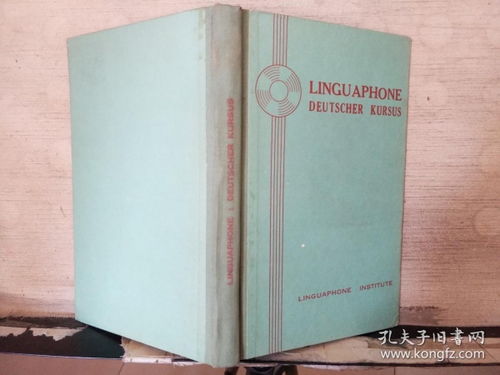 LINGUAPHONE
DEUTSCHER KURSUS
LINGUAPHONE INSTITUTE
LINGUAPHONE : DEUTSCHER KURSUS
孔夫子旧书网
www.kongfz.com